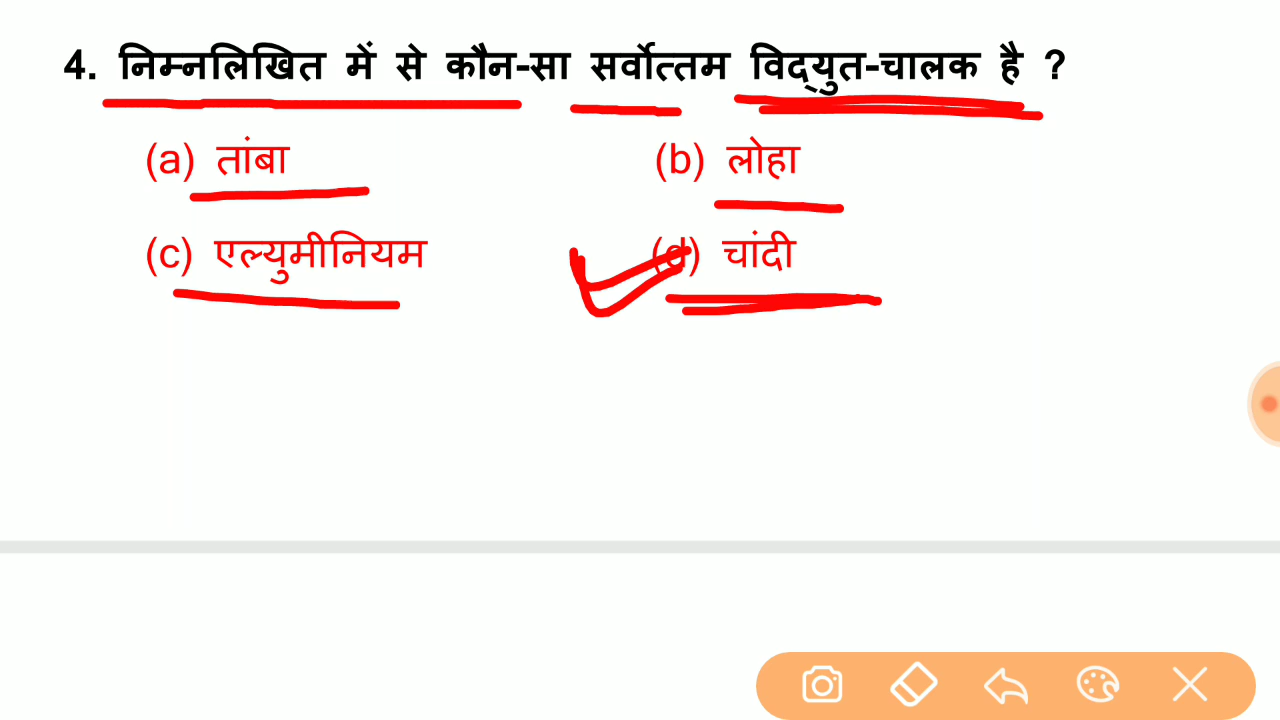 4. निम्नलिखित में से कौन-सा सर्वोत्तम विद्युत-चालक है ?
(a) तांबा (b) लोहा
(c) एल्युमीनियम (d) चांदी